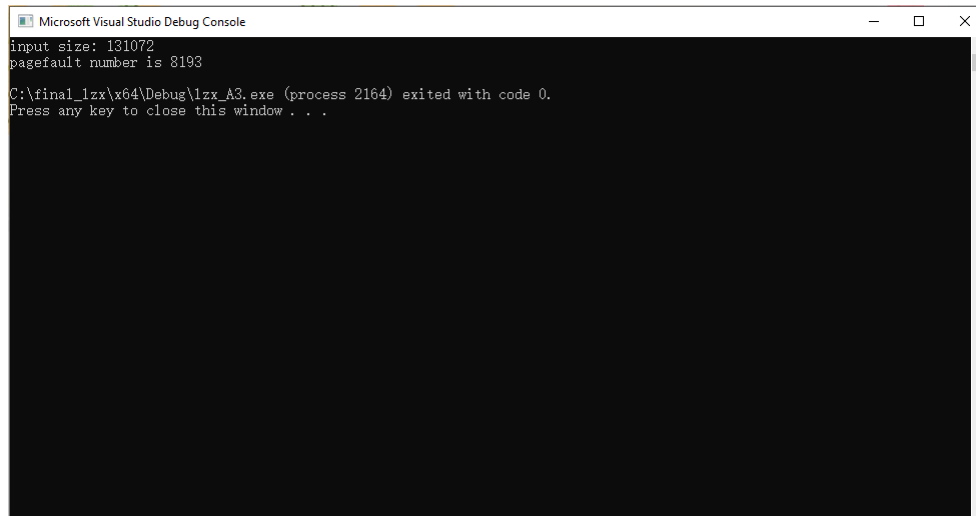 Microsoft Visual Studio Debug Console
input size: 131072
pagefault number is 8193
C:\final_lzx\x64\Debug\lzx_A3.exe (process 2164) exited with code 0.
Press any key to close this window . . .